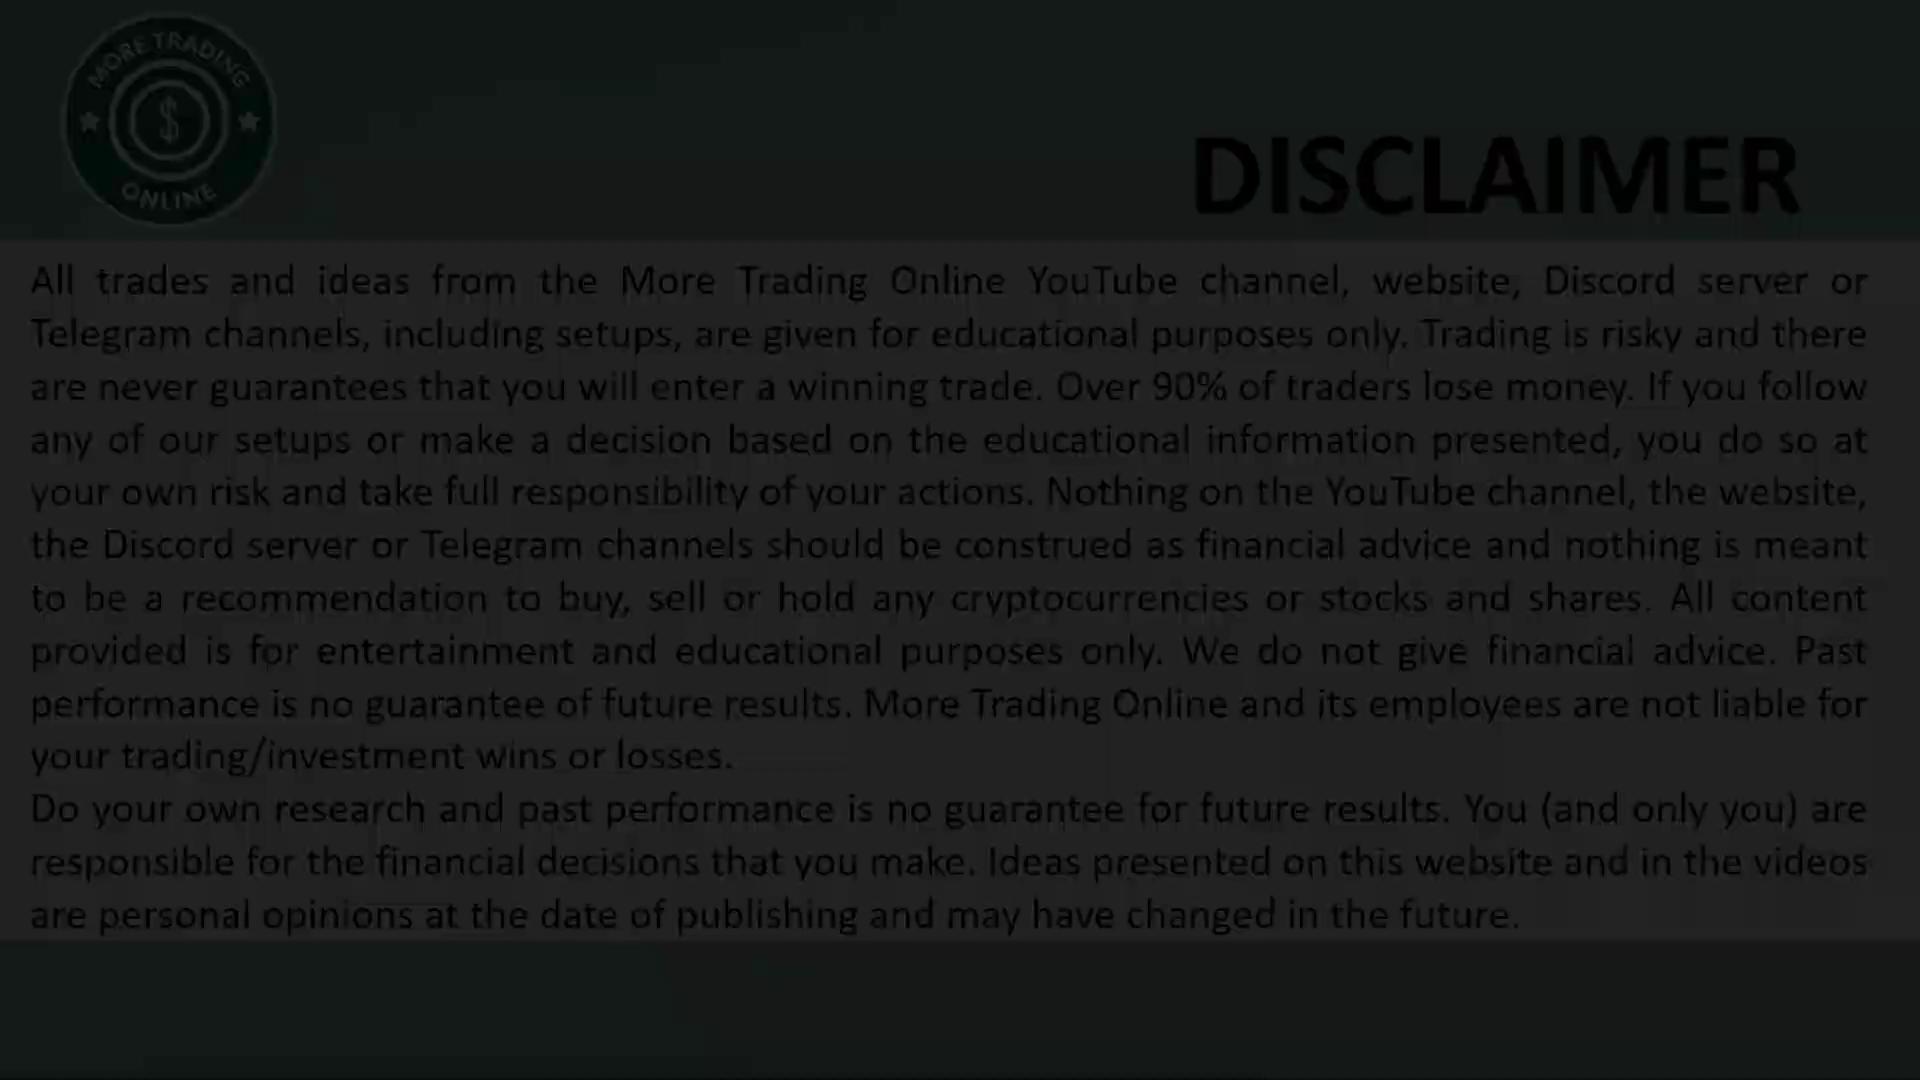 MORE TRADING
$
ONLINE
DISCLAIMER
All trades and ideas from the More Trading Online YouTube channel, website, Discord server or
Telegram channels, including setups, are given for educational purposes only. Trading is risky and there
are never guarantees that you will enter a winning trade. Over 90% of traders lose money. If you follow
any of our setups or make a decision based on the educational information presented, you do so at
your own risk and take full responsibility of your actions. Nothing on the YouTube channel, the website,
the Discord server or Telegram channels should be construed as financial advice and nothing is meant
to be a recommendation to buy, sell or hold any cryptocurrencies or stocks and shares. All content
provided is for entertainment and educational purposes only. We do not give financial advice. Past
performance is no guarantee of future results. More Trading Online and its employees are not liable for
your trading/investment wins or losses.
Do your own research and past performance is no guarantee for future results. You (and only you) are
responsible for the financial decisions that you make. Ideas presented on this website and in the videos
are personal opinions at the date of publishing and may have changed in the future.